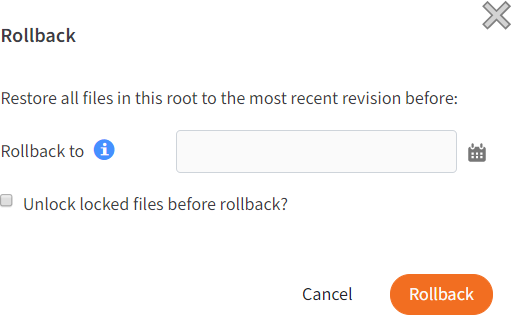 Rollback
Restore all files in this root to the most recent revision before:
Rollback to
Unlock locked files before rollback?
Cancel Rollback